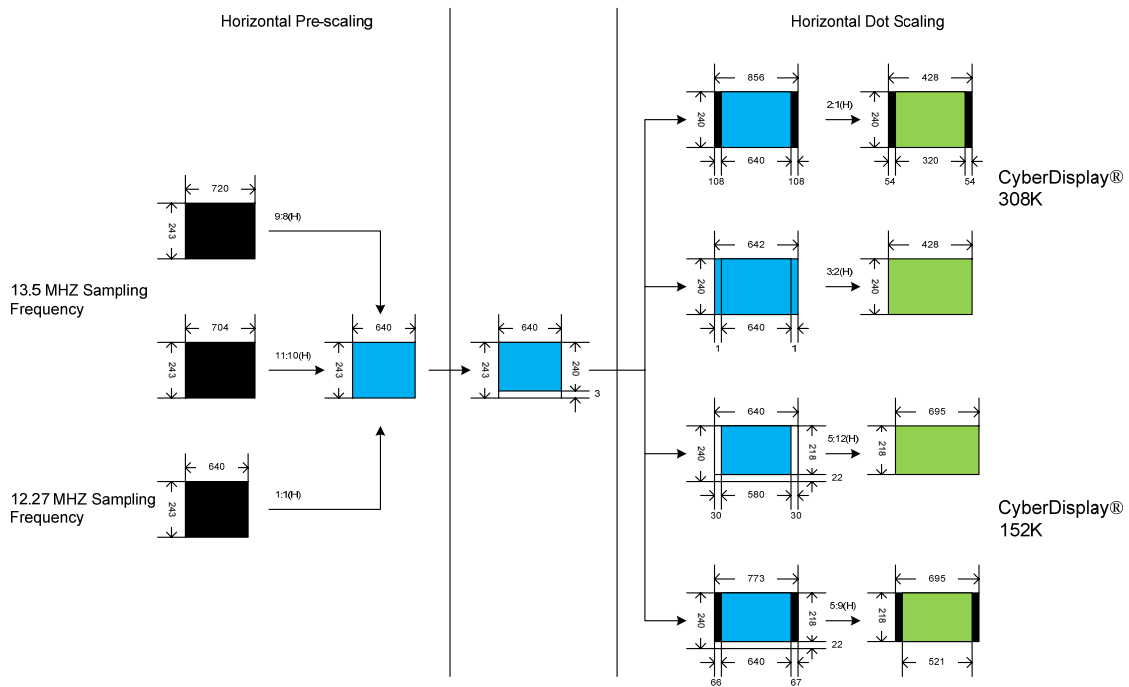 Horizontal Pre-scaling
Horizontal Dot Scaling
720
243
9:8(H)
13.5 MHZ Sampling
Frequency
704
243
11:10(H)
640
243
12.27 MHZ Sampling
Frequency
640
243
1:1(H)
640
243
240
3
856
240
640
108
108
2:1(H)
428
240
320
54
54
CyberDisplay®
308K
642
240
640
1
1
3:2(H)
428
240
640
240
218
22
580
30
30
5:12(H)
695
218
CyberDisplay®
152K
773
240
218
22
640
66
67
5:9(H)
695
218
521